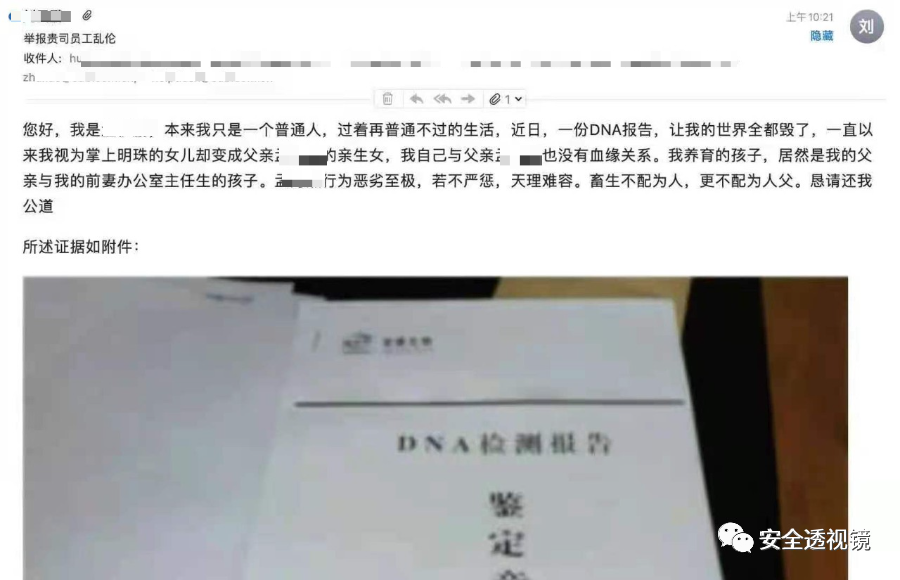 上午10:21
刘
举报贵司员工乱伦
隐藏
收件人: hu
zh
1
您好，我是 本来我只是一个普通人，过着再普通不过的生活，近日，一份DNA报告，让我的世界全都毁了，一直以
来我视为掌上明珠的女儿却变成父亲孟 的亲生女，我自己与父亲孟 也没有血缘关系。我养育的孩子，居然是我的父
亲与我的前妻办公室主任生的孩子。孟 行为恶劣至极，若不严惩，天理难容。畜生不配为人，更不配为人父。恳请还我
公道
所述证据如附件：
DNA检测报告
鉴
定
安全透视镜